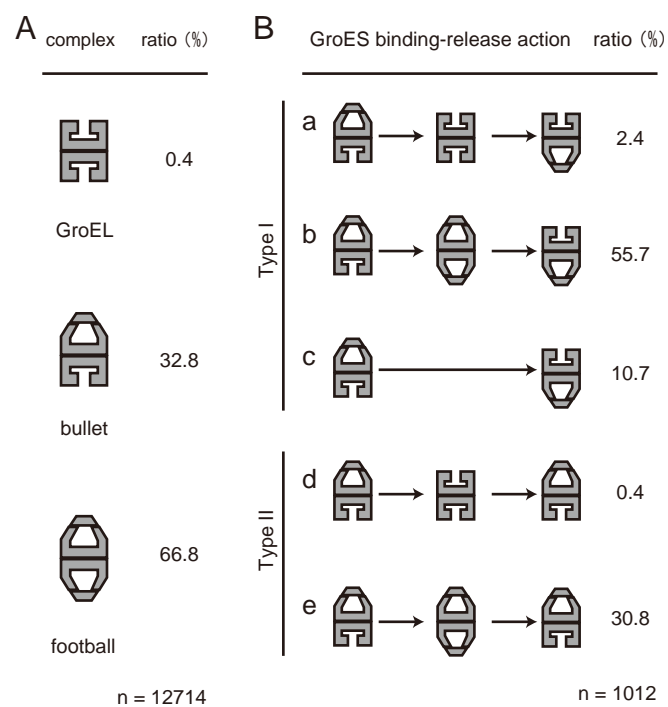 A
complex ratio (%)
GroEL
0.4
bullet
32.8
football
66.8
n = 12714
B
GroES binding-release action ratio (%)
Type I
a
2.4
b
55.7
c
10.7
Type II
d
0.4
e
30.8
n = 1012